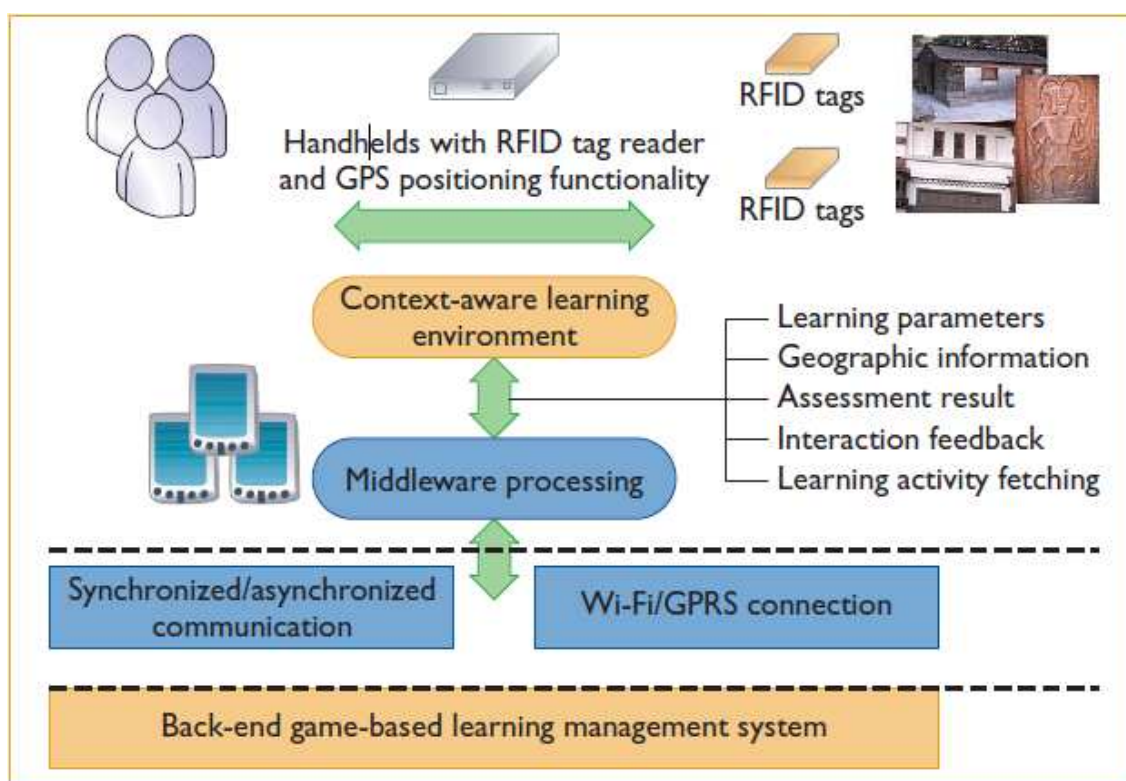 RFID tags
Handhelds with RFID tag reader
and GPS positioning functionality
RFID tags
Context-aware learning
environment
Learning parameters
Geographic information
Assessment result
Interaction feedback
Learning activity fetching
Middleware processing
Synchronized/asynchronized
communication
Wi-Fi/GPRS connection
Back-end game-based learning management system